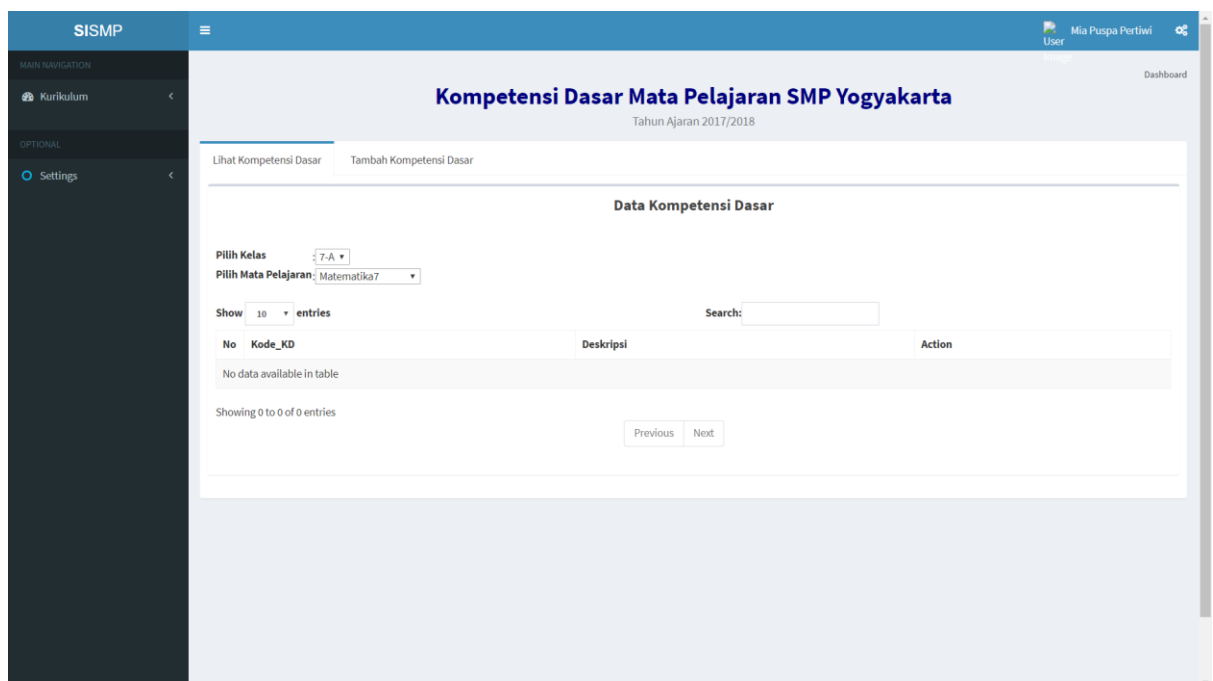 SISMP
User Image
Mia Puspa Pertiwi
MAIN NAVIGATION
Kurikulum
OPTIONAL
Settings
Dashboard
Kompetensi Dasar Mata Pelajaran SMP Yogyakarta
Tahun Ajaran 2017/2018
Lihat Kompetensi Dasar Tambah Kompetensi Dasar
Data Kompetensi Dasar
Pilih Kelas : 7-A
Pilih Mata Pelajaran: Matematika7
Show 10 entries Search:
No Kode_KD Deskripsi Action
No data available in table
Showing 0 to 0 of 0 entries
Previous Next